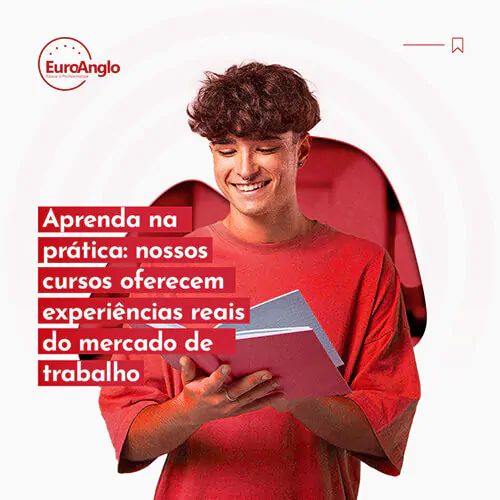 EuroAnglo
Aprenda na
prática: nossos
cursos oferecem
experiências reais
do mercado de
trabalho